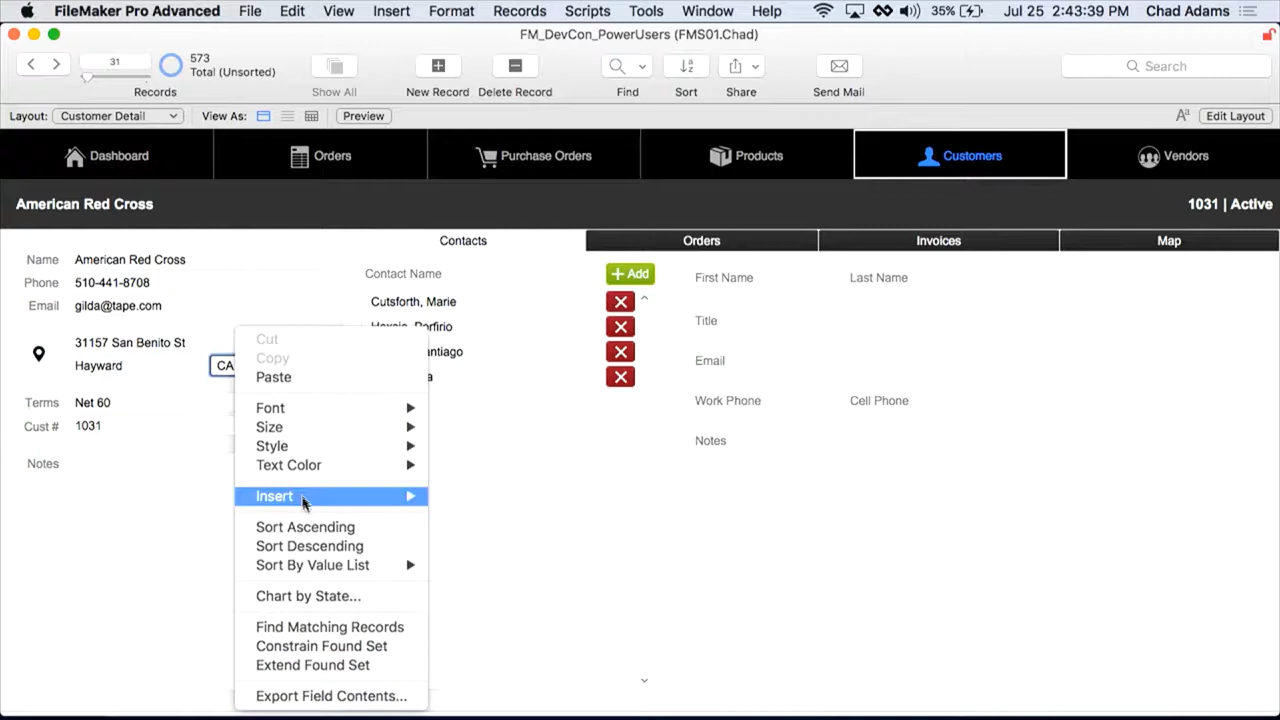 FileMaker Pro Advanced File Edit View Insert Format Records Scripts Tools Window Help 35% Jul 25 2:43:39 PM Chad Adams
FM_DevCon_PowerUsers (FMS01.Chad)
31
573
Total (Unsorted)
Records
Show All
New Record
Delete Record
Find
Sort
Share
Send Mail
Search
Layout: Customer Detail View As: Preview Aa Edit Layout
Dashboard Orders Purchase Orders Products Customers Vendors
American Red Cross 1031 | Active
Contacts Orders Invoices Map
Name American Red Cross
Phone 510-441-8708
Email gilda@tape.com
31157 San Benito St
Hayward CA
Terms Net 60
Cust # 1031
Notes
Contact Name + Add
Cutsforth, Marie
First Name Last Name
Title
Email
Work Phone Cell Phone
Notes
Cut
Copy
Paste
Font
Size
Style
Text Color
Insert
Sort Ascending
Sort Descending
Sort By Value List
Chart by State...
Find Matching Records
Constrain Found Set
Extend Found Set
Export Field Contents...